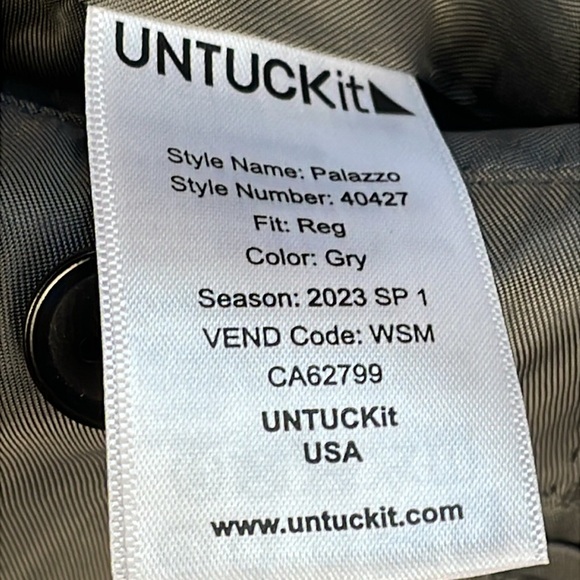 UNTUCKit
Style Name: Palazzo
Style Number: 40427
Fit: Reg
Color: Gry
Season: 2023 SP 1
VEND Code: WSM
CA62799
UNTUCKit
USA
www.untuckit.com